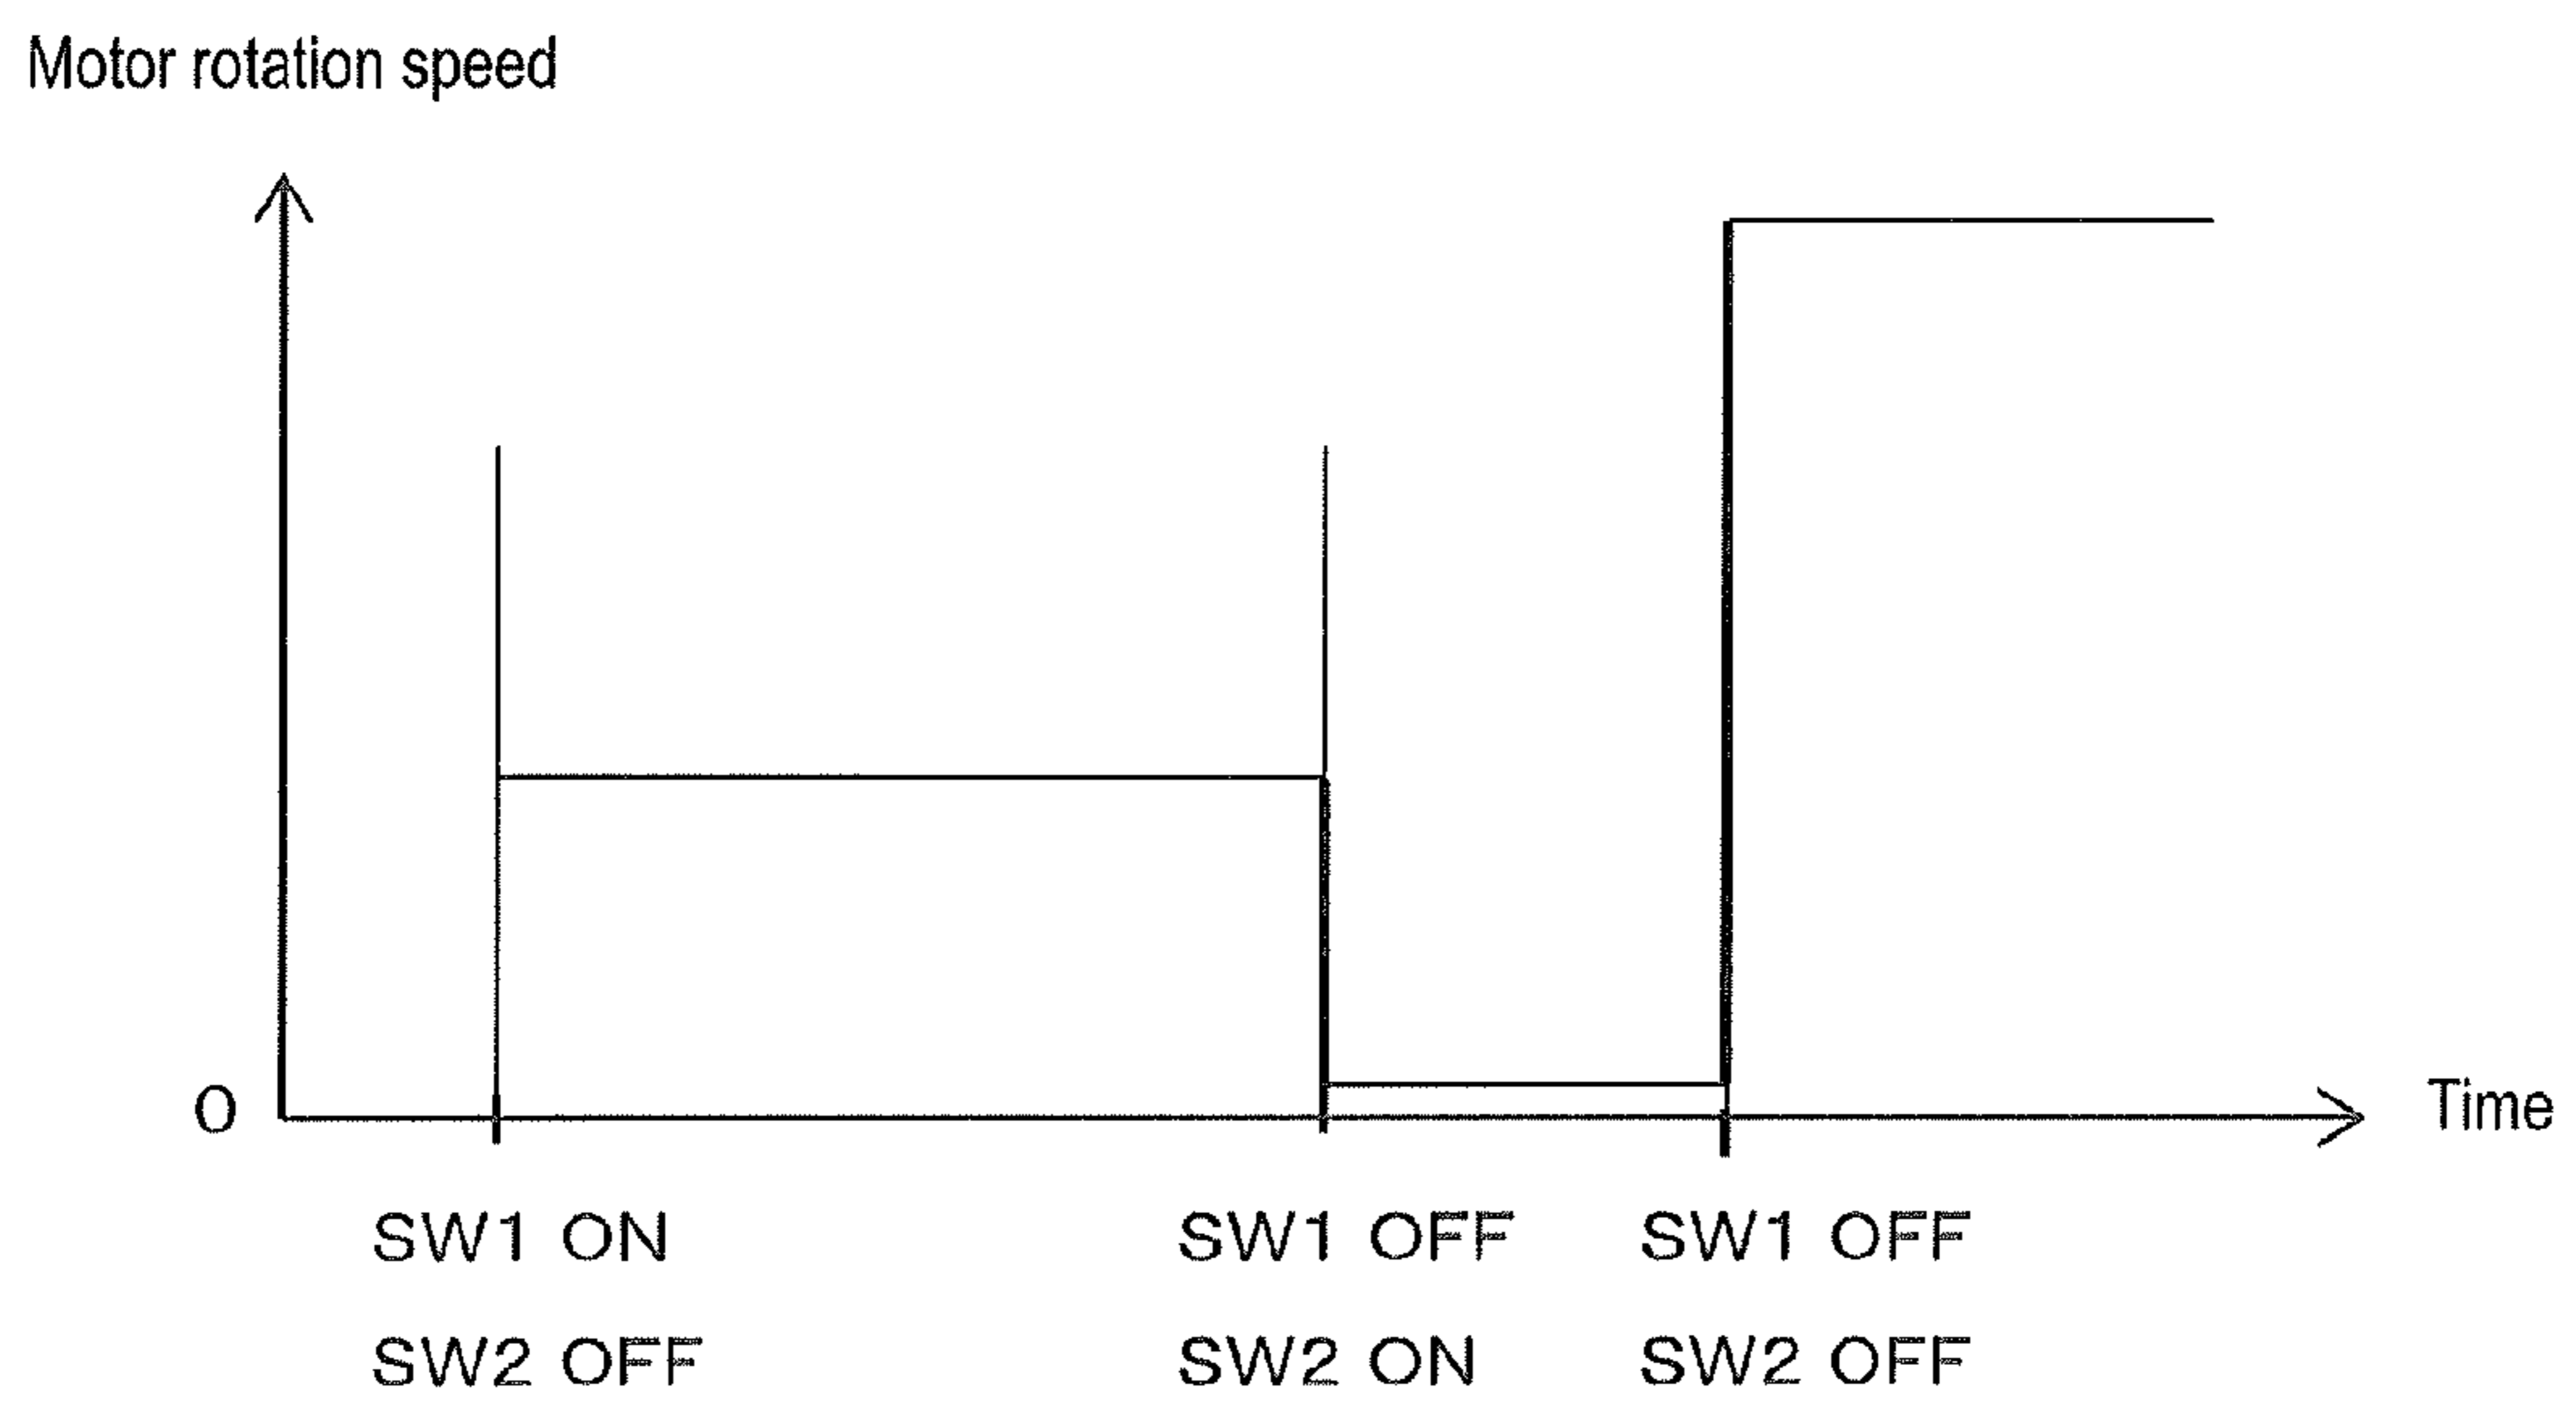 Motor rotation speed
0
Time
SW1 ON
SW2 OFF
SW1 OFF
SW2 ON
SW1 OFF
SW2 OFF